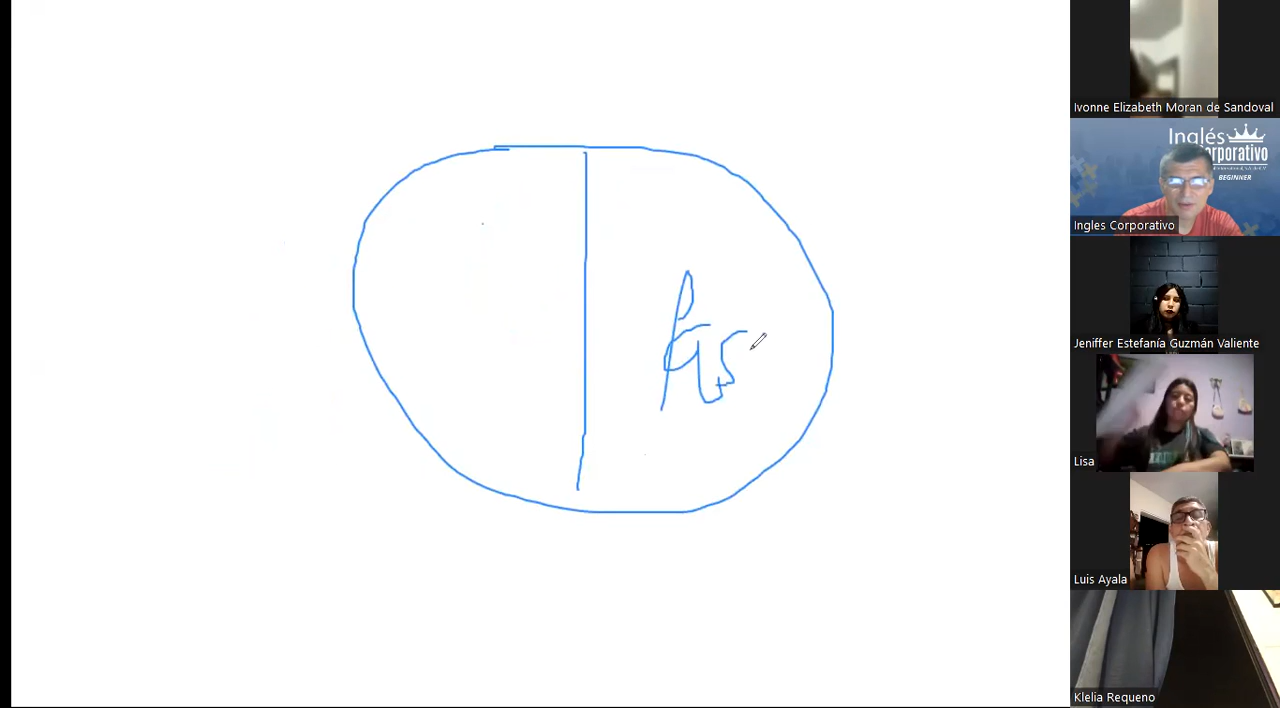 Ivonne Elizabeth Moran de Sandoval
Inglés
Corporativo
BEGINNER
Ingles Corporativo
Jeniffer Estefanía Guzmán Valiente
Lisa
Luis Ayala
Klelia Requeno